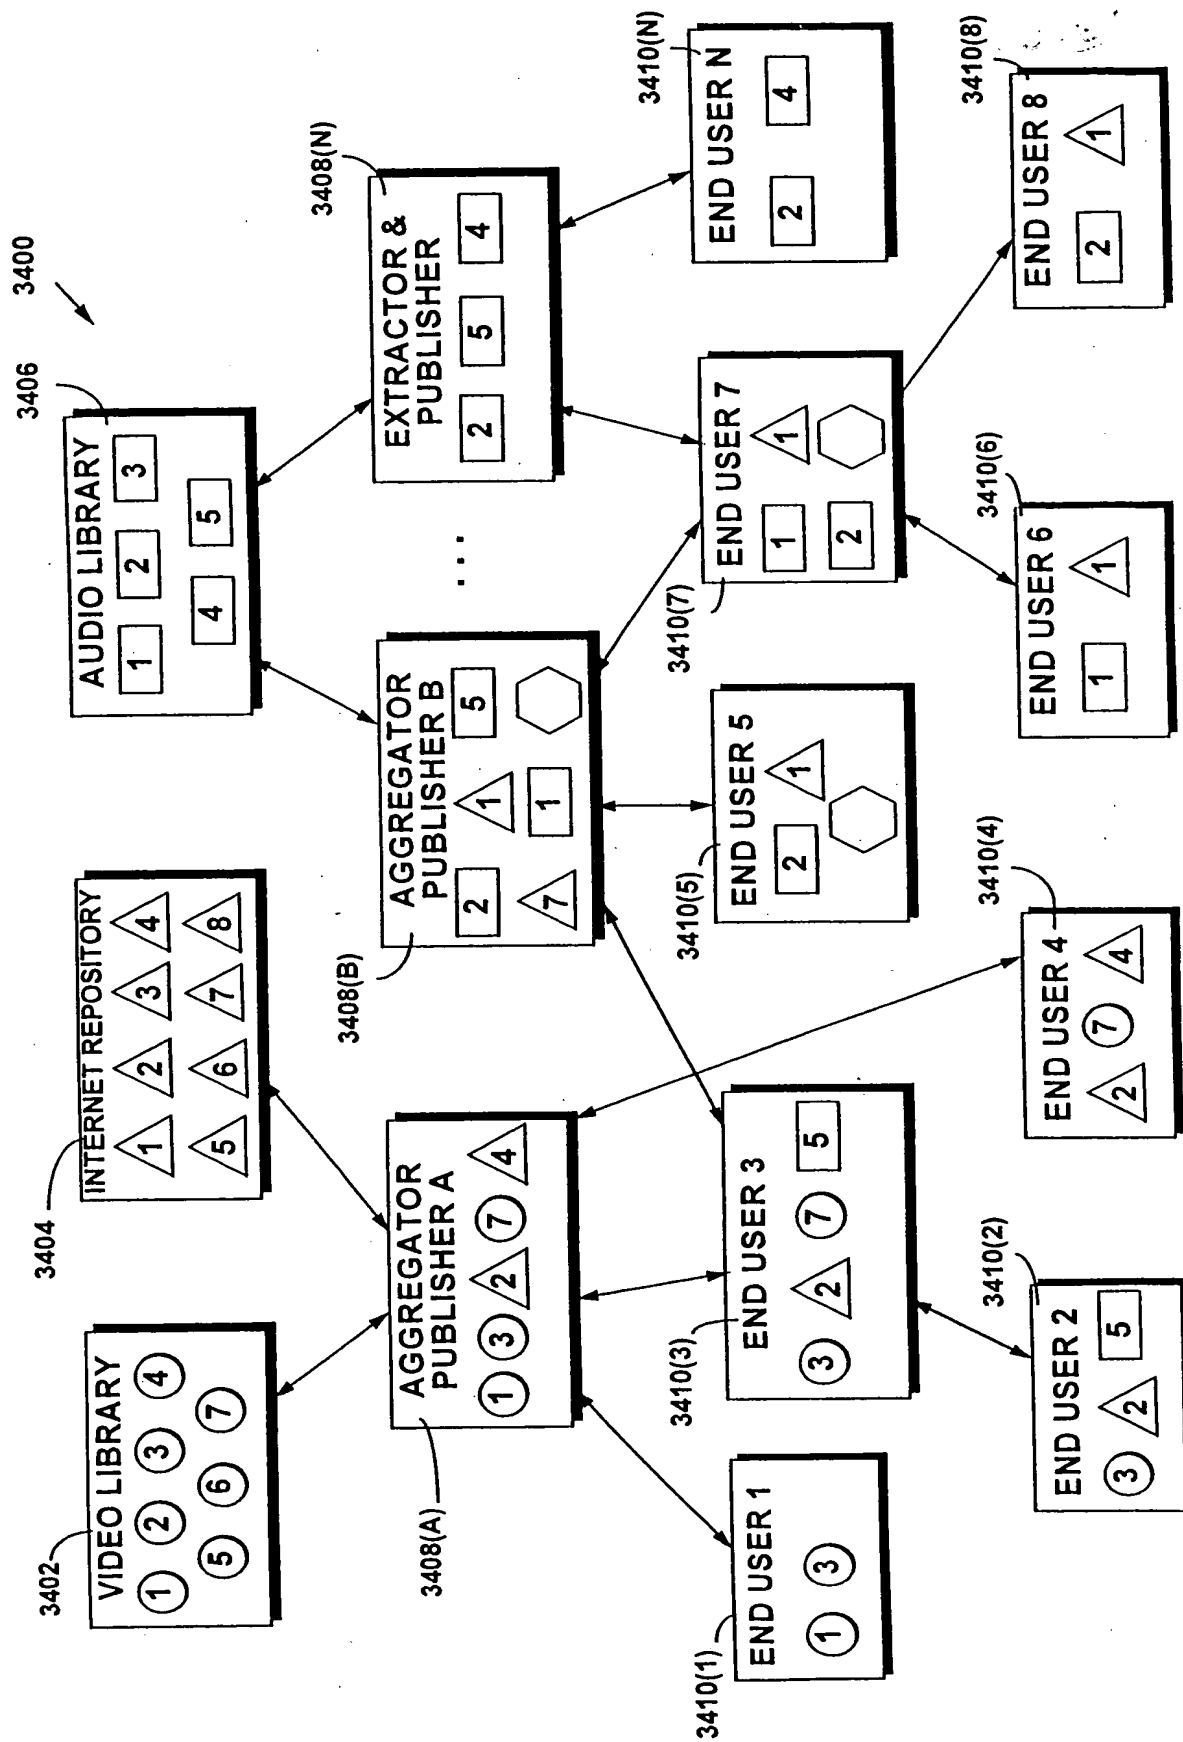 3400
3402
VIDEO LIBRARY
1 2 3 4
5 6 7
3404
INTERNET REPOSITORY
1 2 3 4
5 6 7 8
3406
AUDIO LIBRARY
1 2 3
4 5
3408(A)
AGGREGATOR
PUBLISHER A
1 3 2 7 4
3408(B)
AGGREGATOR
PUBLISHER B
2 1 5
7 1
...
3408(N)
EXTRACTOR &
PUBLISHER
2 5 4
3410(1)
END USER 1
1 3
3410(3)
END USER 3
3 2 7 5
3410(5)
END USER 5
2 1
3410(7)
END USER 7
1 1
2
3410(N)
END USER N
2 4
3410(2)
END USER 2
3 2 5
3410(4)
END USER 4
2 7 4
3410(6)
END USER 6
1 1
3410(8)
END USER 8
2 1